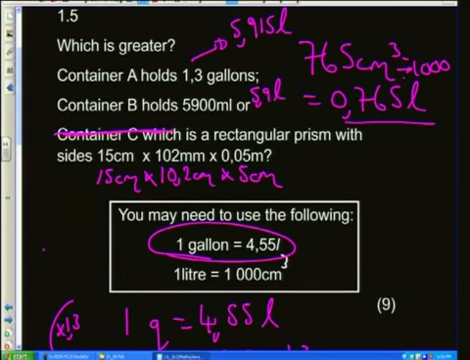 1.5
5,915l
Which is greater?
765cm³ ÷1000
Container A holds 1,3 gallons;
Container B holds 5900ml or 5,9l
= 0,765l
Container C which is a rectangular prism with
sides 15cm x 102mm x 0,05m?
15cm x 10,2cm x 5cm
You may need to use the following:
1 gallon = 4,55l
1litre = 1 000cm³
(9)
x1,3
1 g = 4,55 l